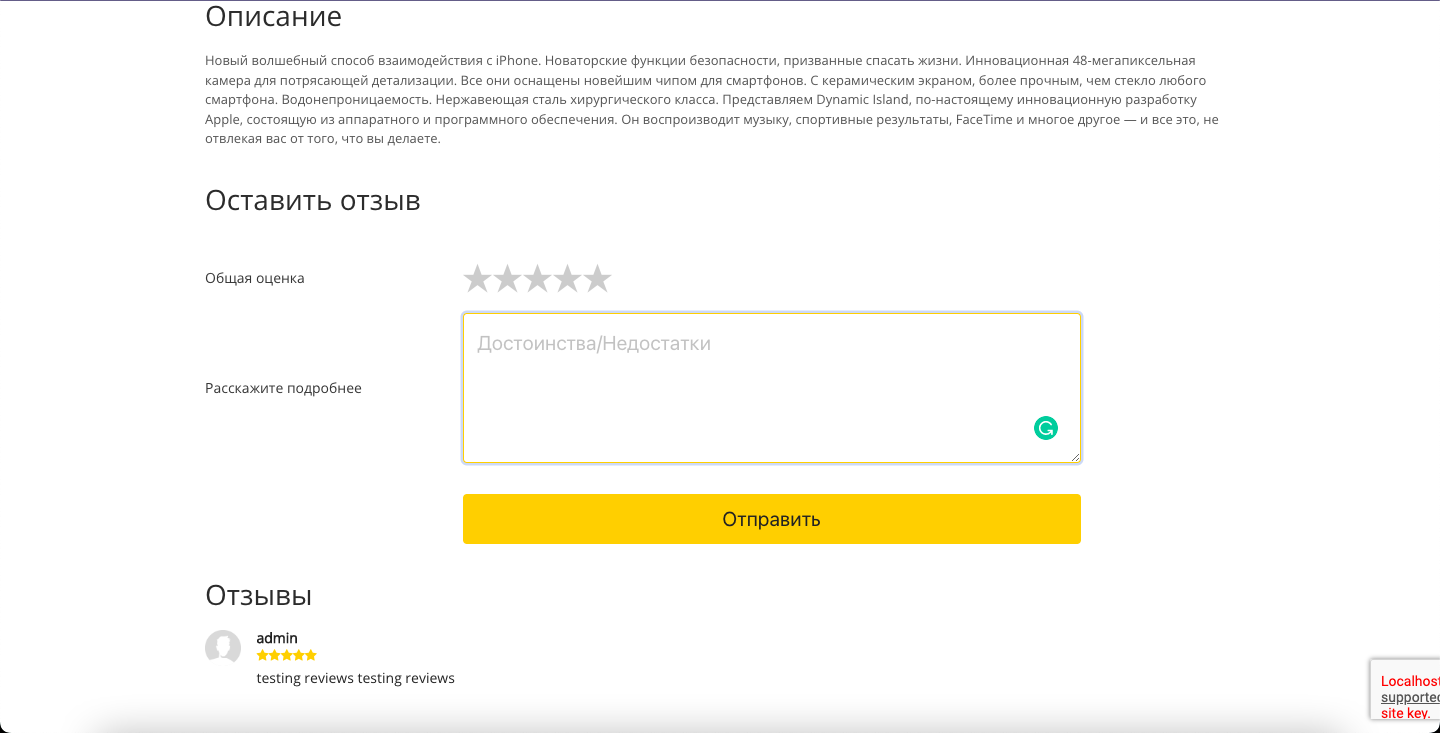 Описание
Новый волшебный способ взаимодействия с iPhone. Новаторские функции безопасности, призванные спасать жизни. Инновационная 48-мегапиксельная
камера для потрясающей детализации. Все они оснащены новейшим чипом для смартфонов. С керамическим экраном, более прочным, чем стекло любого
смартфона. Водонепроницаемость. Нержавеющая сталь хирургического класса. Представляем Dynamic Island, по-настоящему инновационную разработку
Apple, состоящую из аппаратного и программного обеспечения. Он воспроизводит музыку, спортивные результаты, FaceTime и многое другое — и все это, не
отвлекая вас от того, что вы делаете.
Оставить отзыв
Общая оценка
Достоинства/Недостатки
Расскажите подробнее
Отправить
Отзывы
admin
testing reviews testing reviews
Localhost
supported
site key.